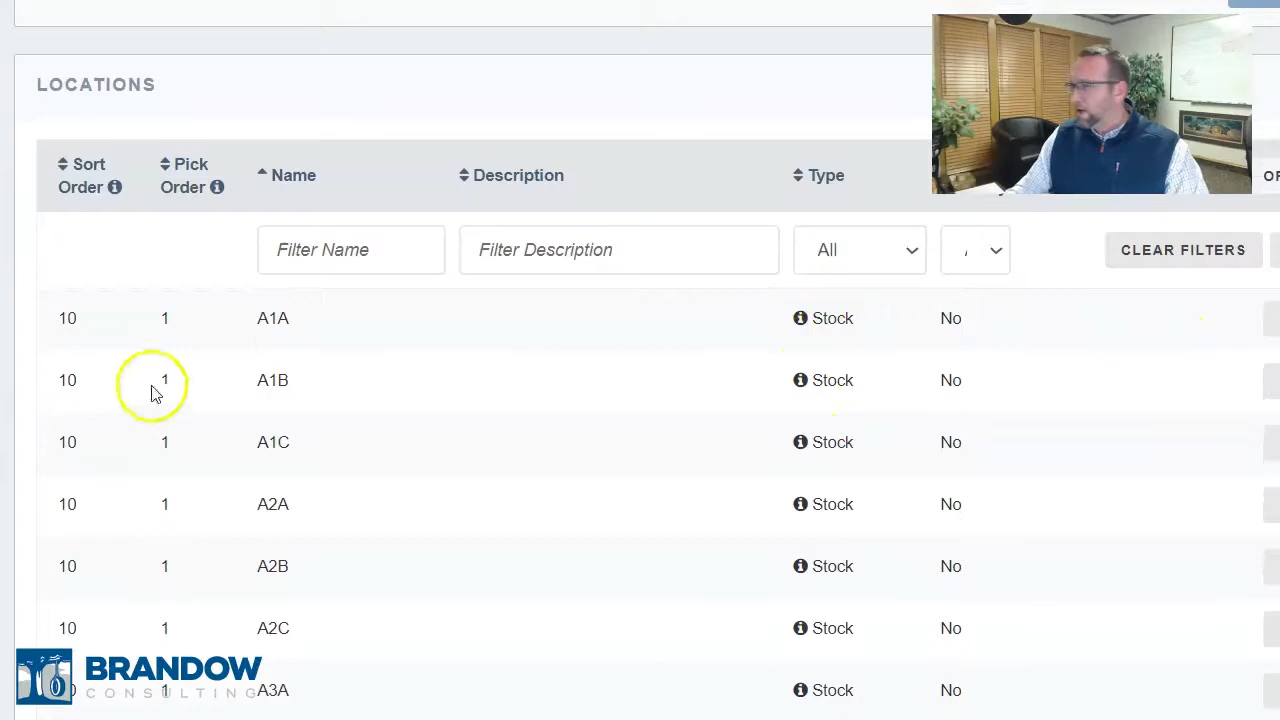 LOCATIONS
Sort Order
Pick Order
Name
Description
Type
Filter Name
Filter Description
All
CLEAR FILTERS
10 1 A1A Stock No
10 1 A1B Stock No
10 1 A1C Stock No
10 1 A2A Stock No
10 1 A2B Stock No
10 1 A2C Stock No
1 A3A Stock No
BRANDOW
CONSULTING